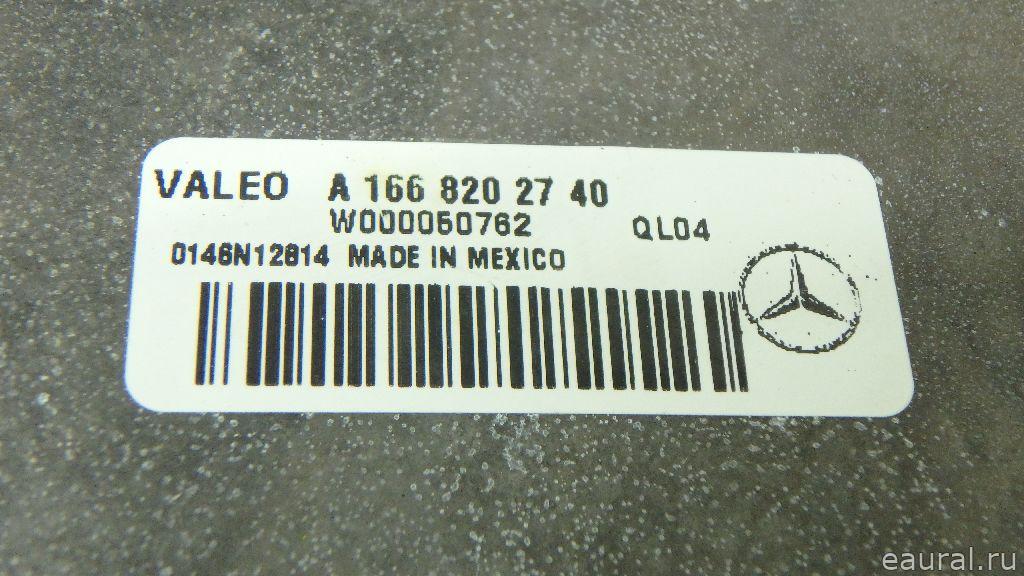 VALEO A 166 820 27 40
W000050762 QL04
0146N12814 MADE IN MEXICO
eaural.ru